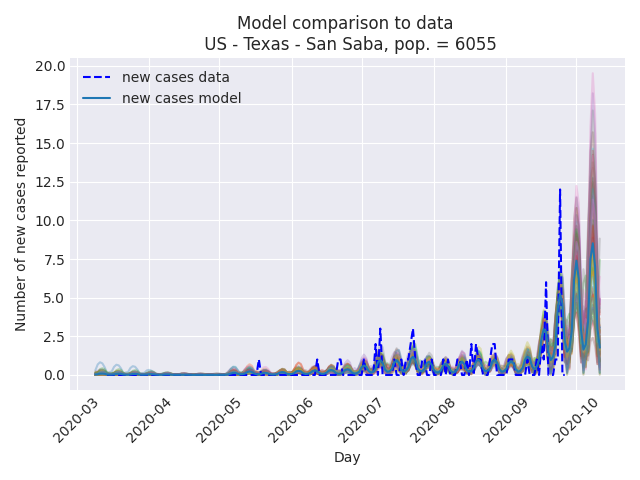 Model comparison to data
US - Texas - San Saba, pop. = 6055
new cases data
new cases model
Number of new cases reported
20.0
17.5
15.0
12.5
10.0
7.5
5.0
2.5
0.0
2020-03
2020-04
2020-05
2020-06
2020-07
2020-08
2020-09
2020-10
Day